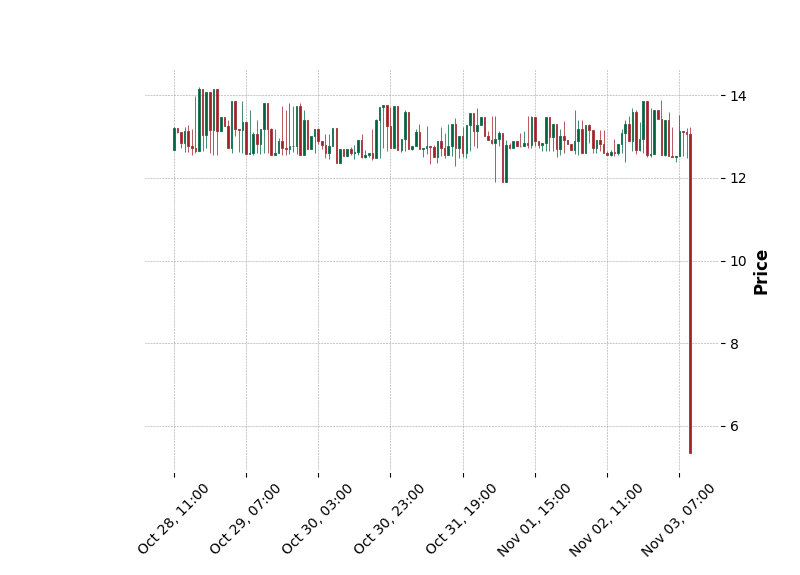 14
12
10
8
6
Price
Oct 28, 11:00
Oct 29, 07:00
Oct 30, 03:00
Oct 30, 23:00
Oct 31, 19:00
Nov 01, 15:00
Nov 02, 11:00
Nov 03, 07:00